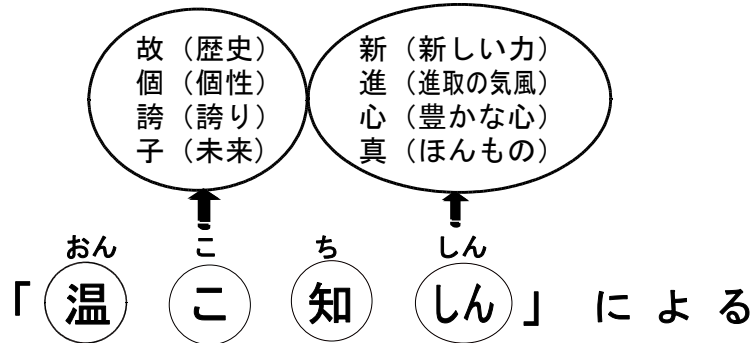 故（歴史）
個（個性）
誇（誇り）
子（未来）
新（新しい力）
進（進取の気風）
心（豊かな心）
真（ほんもの）
おん こ ち しん
「温こ知しん」による